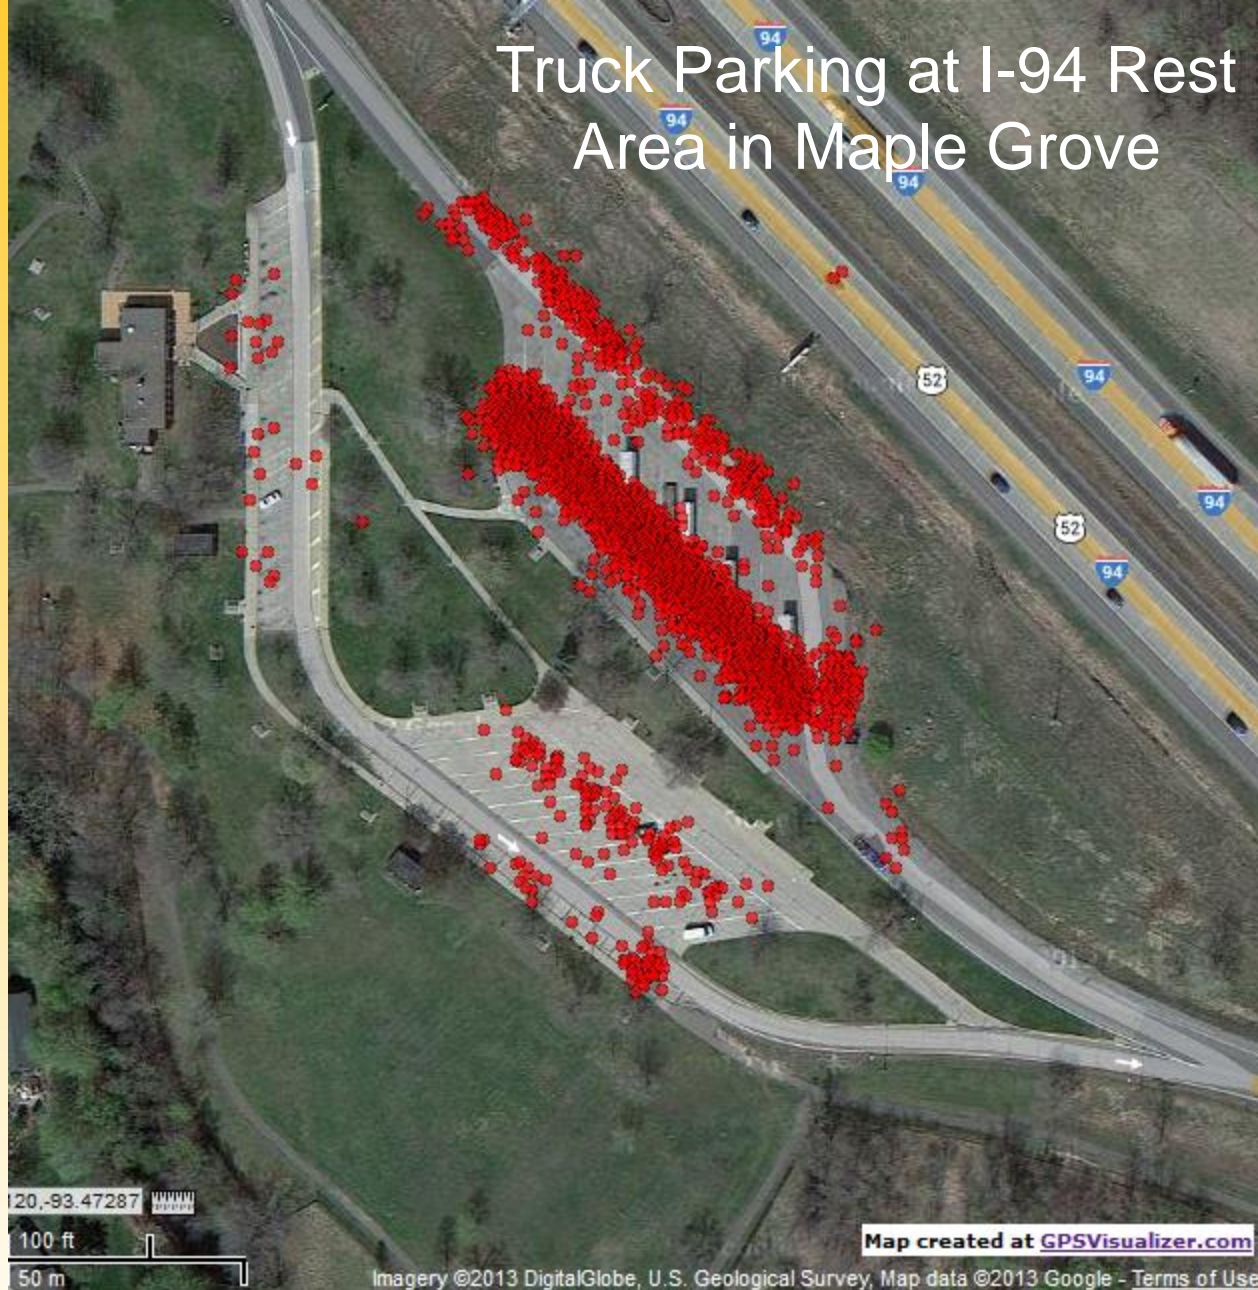 Truck Parking at I-94 Rest
Area in Maple Grove
94
94
94
52
94
94
52
94
120,-93.47287
100 ft
50 m
Map created at GPSVisualizer.com
Imagery ©2013 DigitalGlobe, U.S. Geological Survey, Map data ©2013 Google - Terms of Use